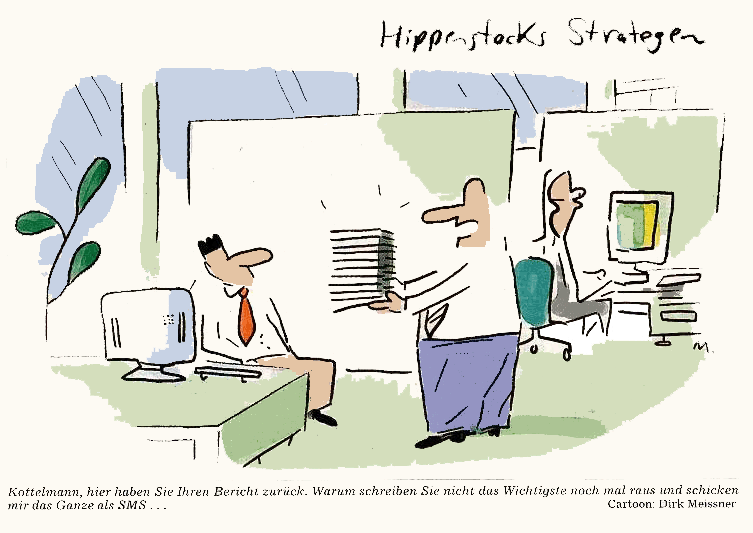 Hippenstocks Strategen
M.
Kottelmann, hier haben Sie Ihren Bericht zurück. Warum schreiben Sie nicht das Wichtigste noch mal raus und schicken
mir das Ganze als SMS . . . Cartoon: Dirk Meissner